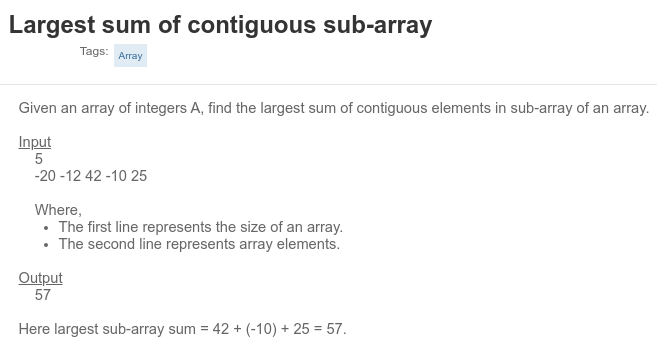 Largest sum of contiguous sub-array
Tags: Array
Given an array of integers A, find the largest sum of contiguous elements in sub-array of an array.
Input
5
-20 -12 42 -10 25
Where,
• The first line represents the size of an array.
• The second line represents array elements.
Output
57
Here largest sub-array sum = 42 + (-10) + 25 = 57.